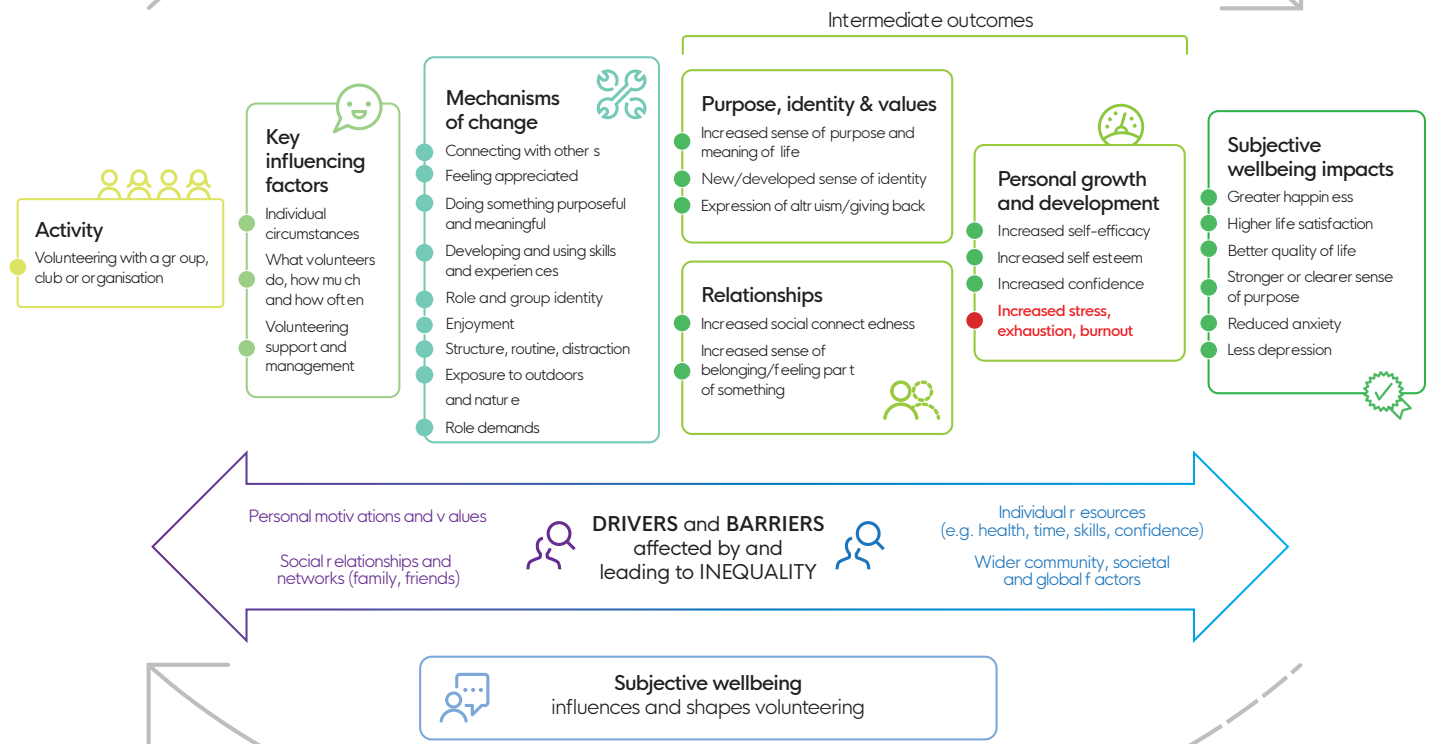 Intermediate outcomes
Activity
Volunteering with a group,
club or organisation
Key
influencing
factors
Individual
circumstances
What volunteers
do, how much
and how often
Volunteering
support and
management
Mechanisms
of change
Connecting with others
Feeling appreciated
Doing something purposeful
and meaningful
Developing and using skills
and experiences
Role and group identity
Enjoyment
Structure, routine, distraction
Exposure to outdoors
and nature
Role demands
Purpose, identity & values
Increased sense of purpose and
meaning of life
New/developed sense of identity
Expression of altruism/giving back
Relationships
Increased social connectedness
Increased sense of
belonging/feeling part
of something
Personal growth
and development
Increased self-efficacy
Increased self esteem
Increased confidence
Increased stress,
exhaustion, burnout
Subjective
wellbeing impacts
Greater happiness
Higher life satisfaction
Better quality of life
Stronger or clearer sense
of purpose
Reduced anxiety
Less depression
Personal motivations and values
Social relationships and
networks (family, friends)
DRIVERS and BARRIERS
affected by and
leading to INEQUALITY
Individual resources
(e.g. health, time, skills, confidence)
Wider community, societal
and global factors
Subjective wellbeing
influences and shapes volunteering